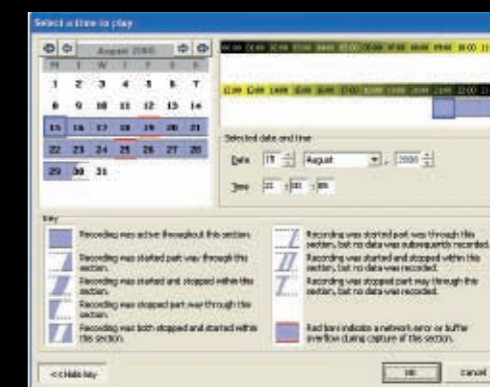 Select a time to play
August 2000
1 2 3 4 5 6 7
8 9 10 11 12 13 14
15 16 17 18 19 20 21
22 23 24 25 26 27 28
29 30 31
Selected date and time
Date August
Time
Key
Recording was active throughout this section.
Recording was started part way through this section.
Recording was started and stopped within this section.
Recording was stopped part way through this section.
Recording was both stopped and started within this section.
Recording was started part way through this section, but no data was subsequently recorded.
Recording was started and stopped within this section, but no data was recorded.
Recording was stopped part way through this section, but no data was recorded.
Red bars indicate a network error or buffer overflow during capture of this section.
<< Hide key
OK Cancel